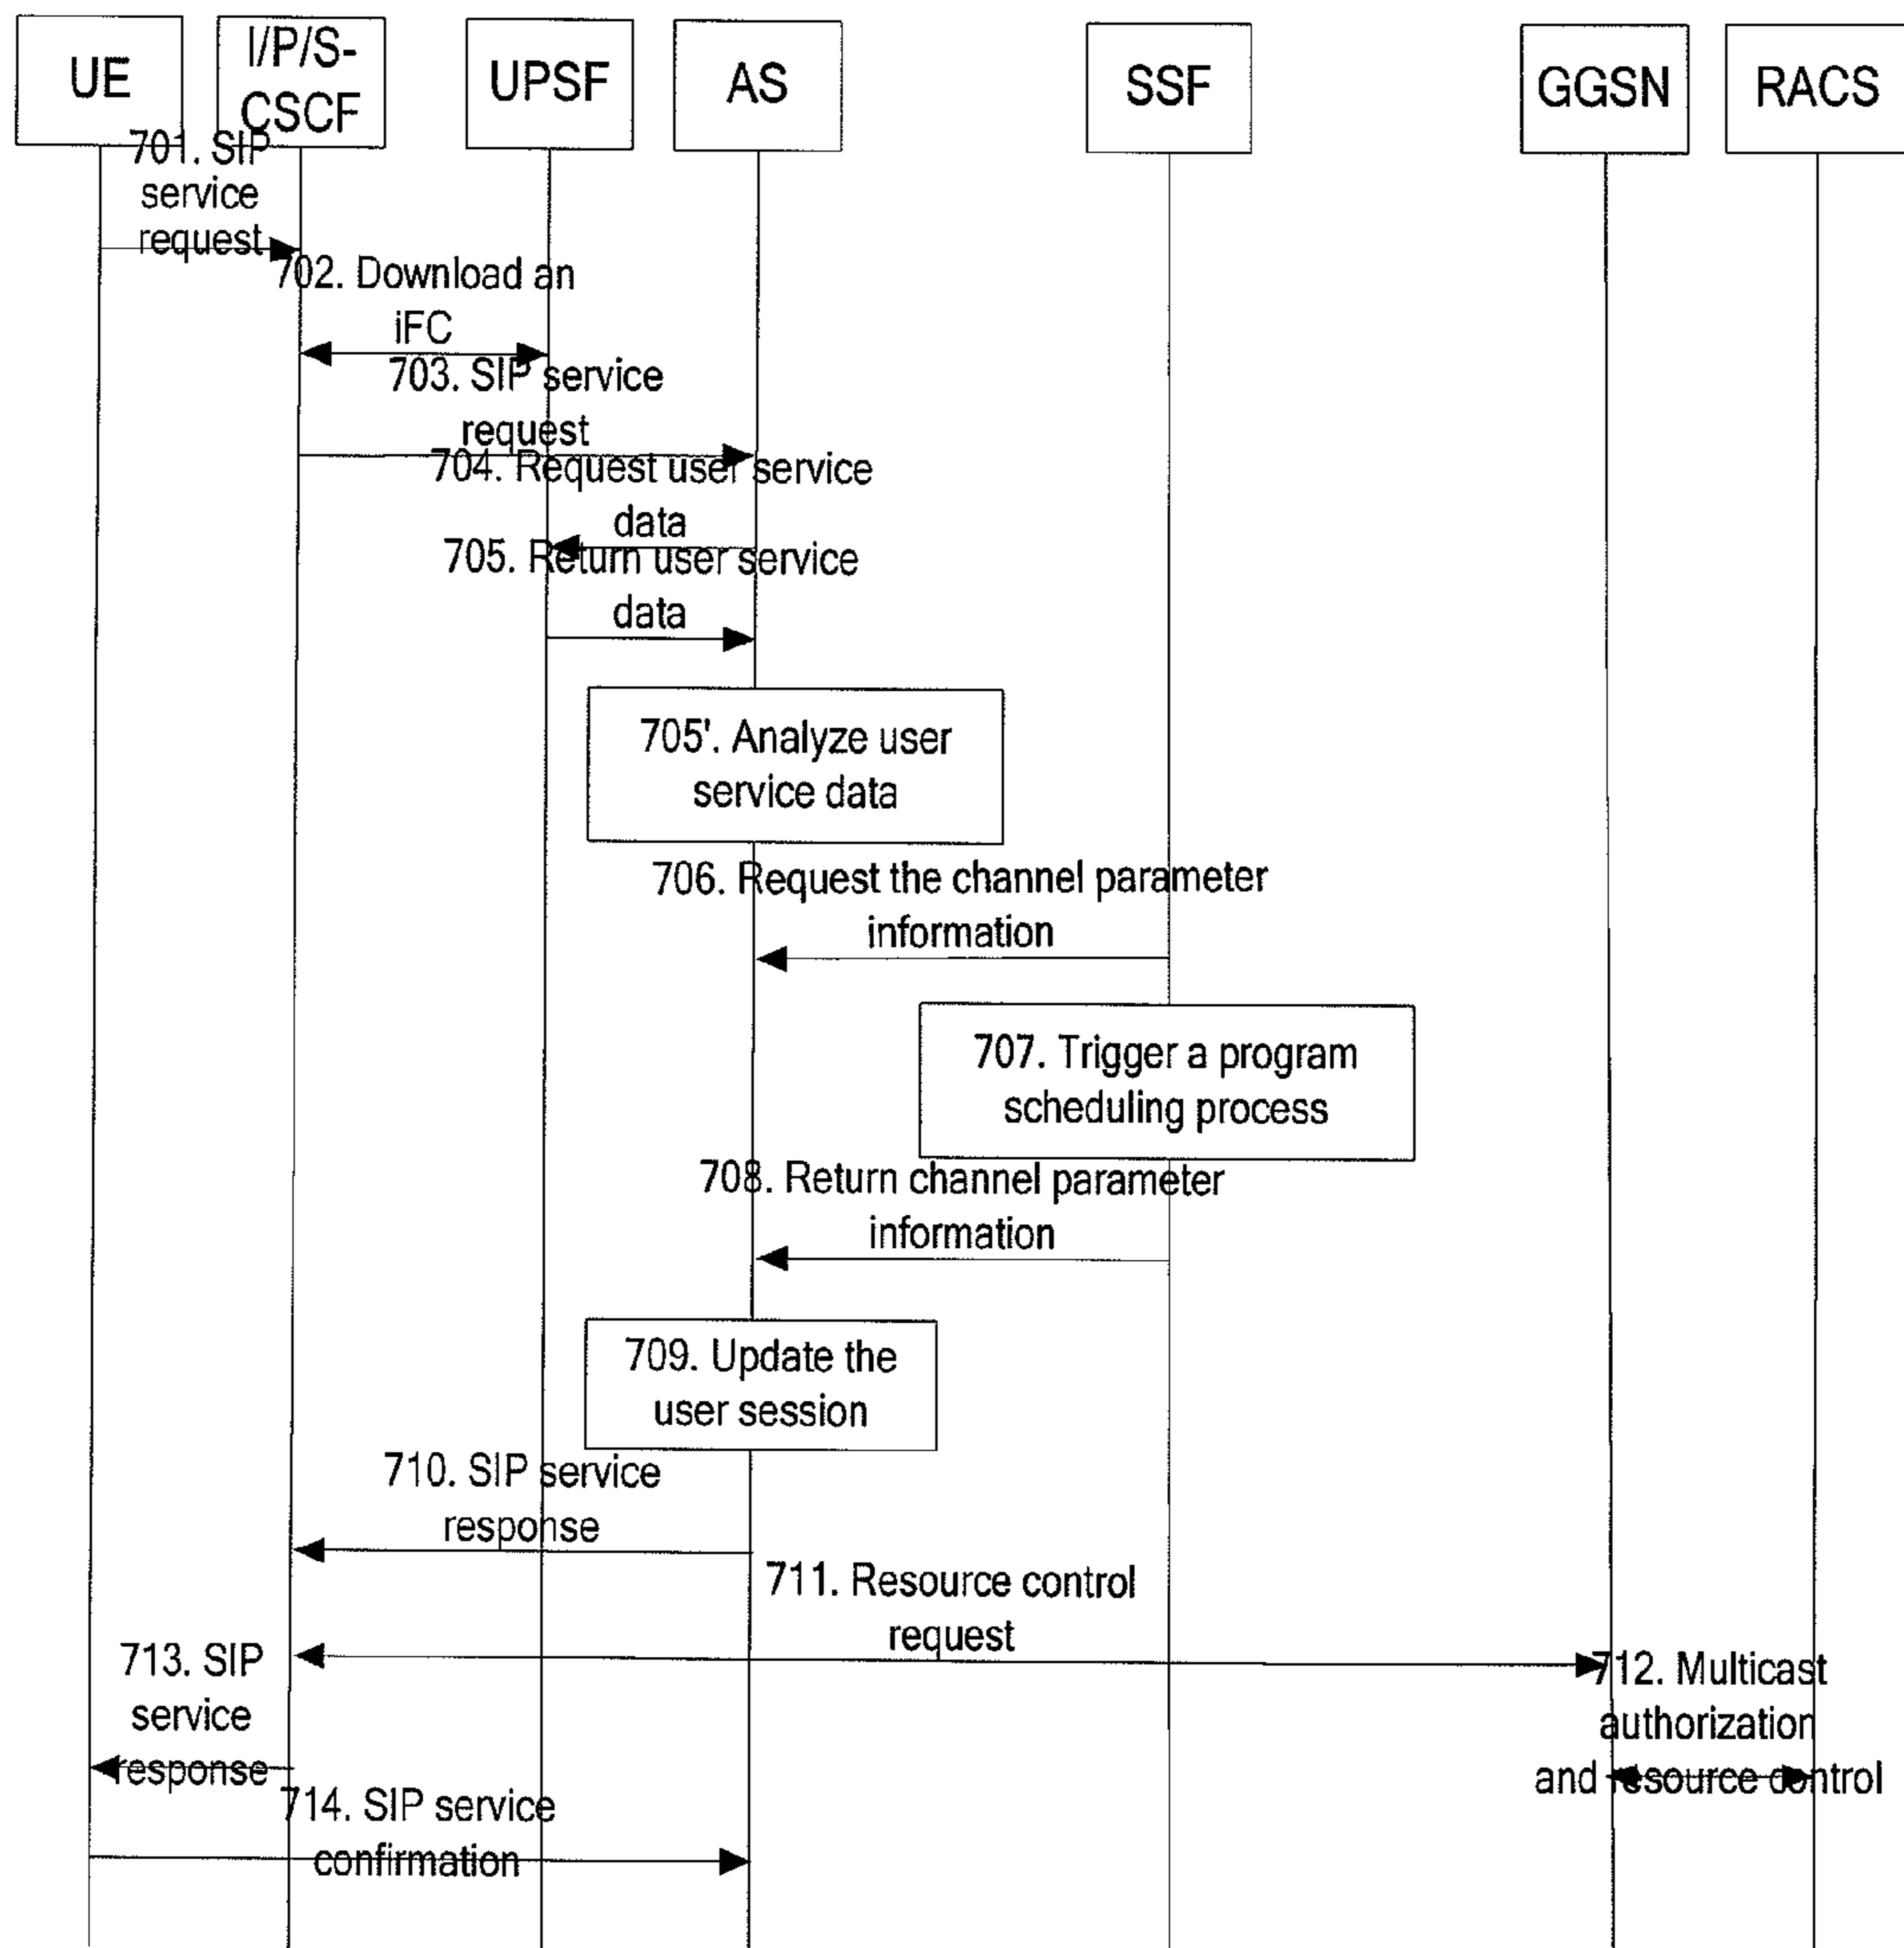 UE
I/P/S-
CSCF
UPSF
AS
SSF
GGSN
RACS
701. SIP
service
request
702. Download an
iFC
703. SIP service
request
704. Request user service
data
705. Return user service
data
705'. Analyze user
service data
706. Request the channel parameter
information
707. Trigger a program
scheduling process
708. Return channel parameter
information
709. Update the
user session
710. SIP service
response
711. Resource control
request
712. Multicast
authorization
and resource control
713. SIP
service
response
714. SIP service
confirmation